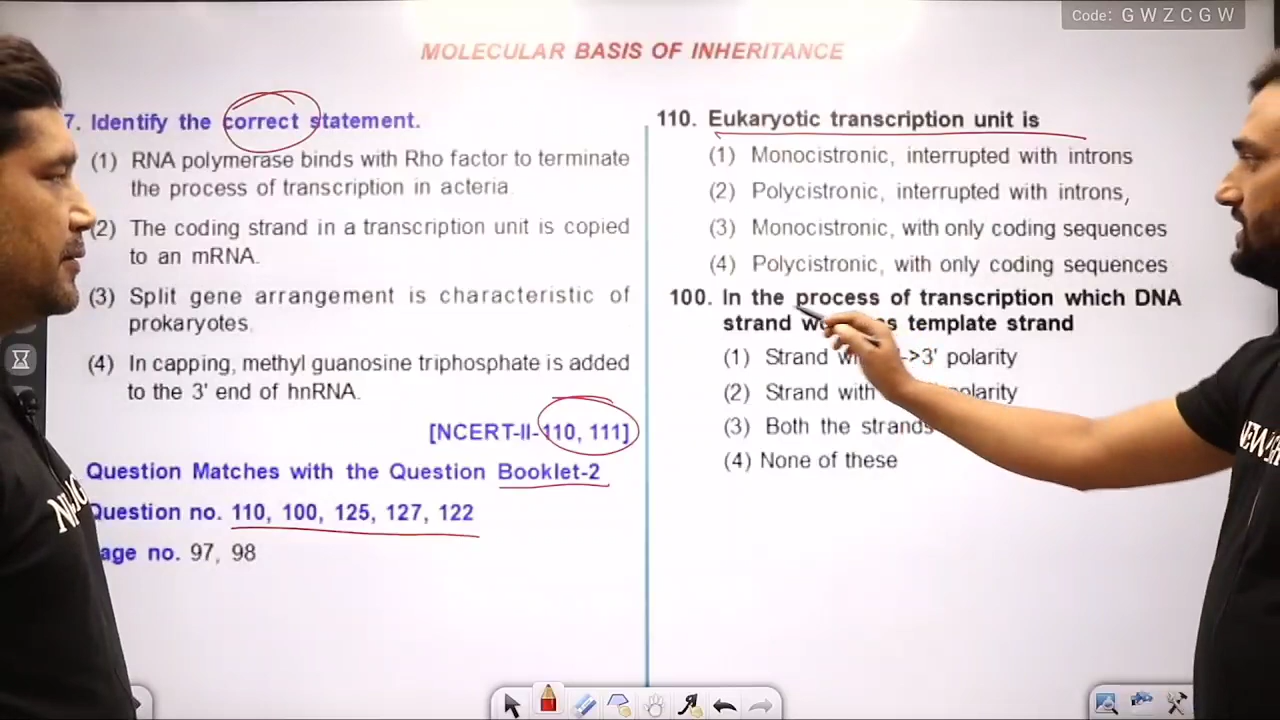 Code: G W Z C G W
MOLECULAR BASIS OF INHERITANCE
7. Identify the correct statement.
(1) RNA polymerase binds with Rho factor to terminate
the process of transcription in acteria
(2) The coding strand in a transcription unit is copied
to an mRNA.
(3) Split gene arrangement is characteristic of
prokaryotes.
(4) In capping, methyl guanosine triphosphate is added
to the 3' end of hnRNA.
[NCERT-II-110, 111]
Question Matches with the Question Booklet-2
Question no. 110, 100, 125, 127, 122
age no. 97, 98
110. Eukaryotic transcription unit is
(1) Monocistronic, interrupted with introns
(2) Polycistronic, interrupted with introns,
(3) Monocistronic, with only coding sequences
(4) Polycistronic, with only coding sequences
100. In the process of transcription which DNA
strand template strand
(1) Strand ->3' polarity
(2) Strand with olarity
(3) Both the strands
(4) None of these